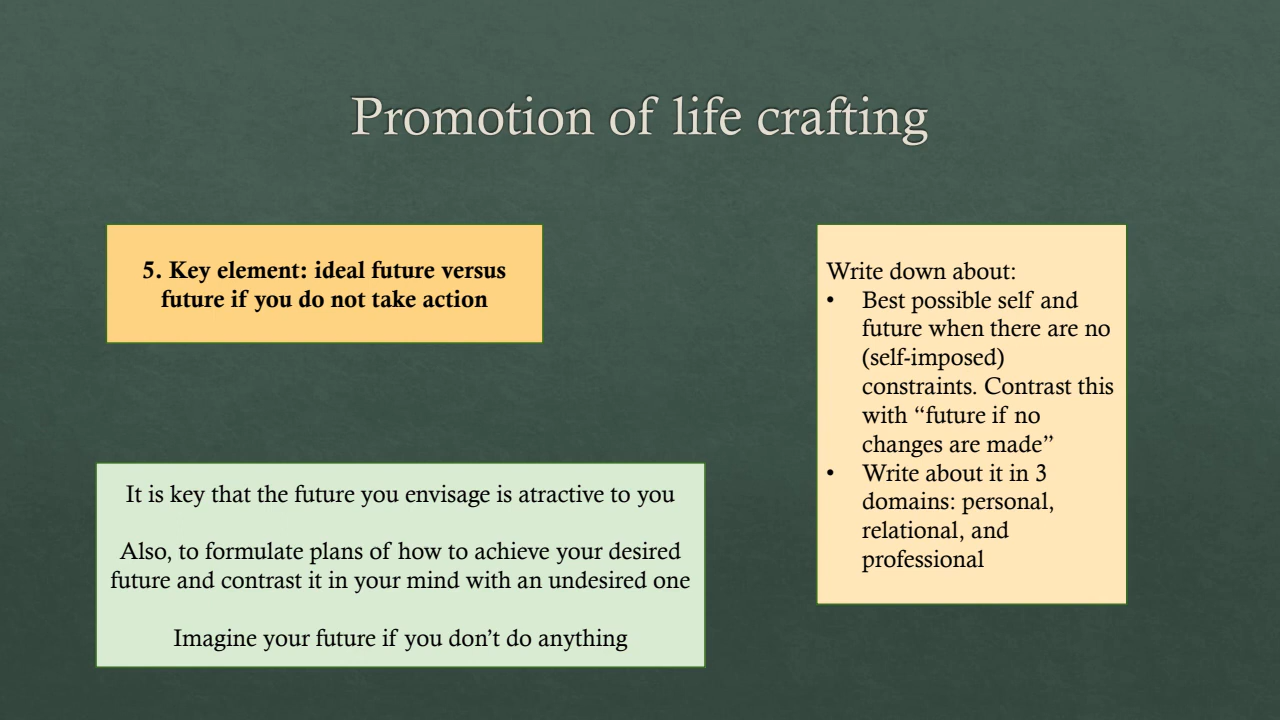 Promotion of life crafting
5. Key element: ideal future versus
future if you do not take action
It is key that the future you envisage is atractive to you
Also, to formulate plans of how to achieve your desired
future and contrast it in your mind with an undesired one
Imagine your future if you don’t do anything
Write down about:
• Best possible self and
future when there are no
(self-imposed)
constraints. Contrast this
with “future if no
changes are made”
• Write about it in 3
domains: personal,
relational, and
professional